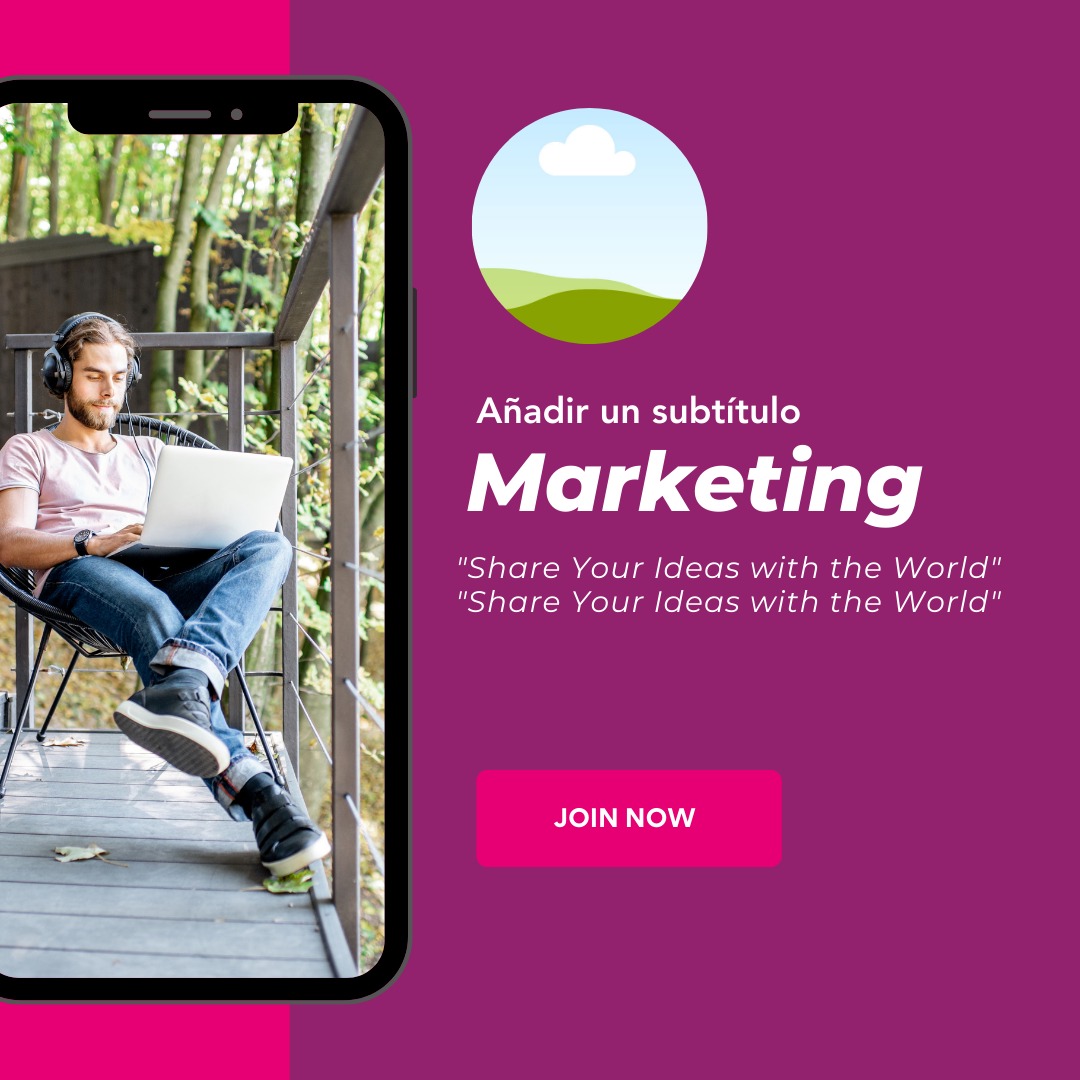 Añadir un subtítulo
Marketing
"Share Your Ideas with the World"
"Share Your Ideas with the World"
JOIN NOW